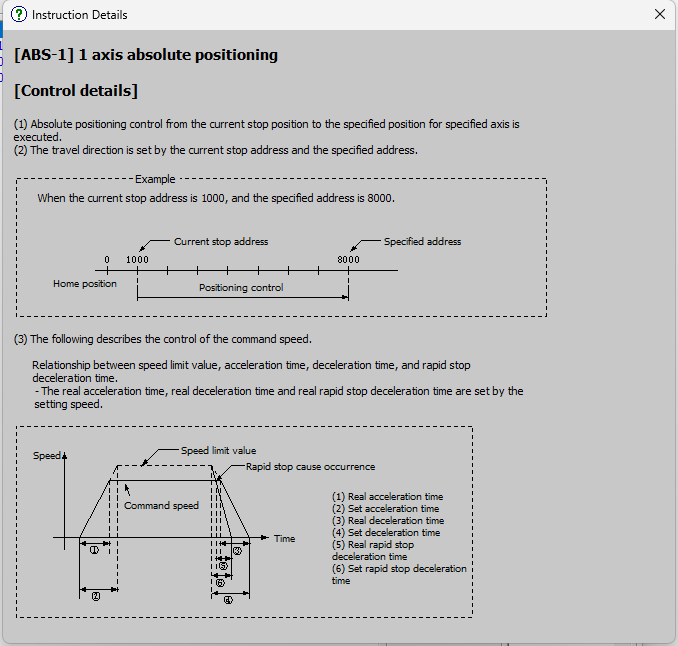 Instruction Details
[ABS-1] 1 axis absolute positioning
[Control details]
(1) Absolute positioning control from the current stop position to the specified position for specified axis is
executed.
(2) The travel direction is set by the current stop address and the specified address.
Example
When the current stop address is 1000, and the specified address is 8000.
Current stop address
Specified address
0 1000 8000
Home position
Positioning control
(3) The following describes the control of the command speed.
Relationship between speed limit value, acceleration time, deceleration time, and rapid stop
deceleration time.
- The real acceleration time, real deceleration time and real rapid stop deceleration time are set by the
setting speed.
Speed
Speed limit value
Rapid stop cause occurrence
Command speed
Time
①
③
⑤
⑥
②
④
(1) Real acceleration time
(2) Set acceleration time
(3) Real deceleration time
(4) Set deceleration time
(5) Real rapid stop
deceleration time
(6) Set rapid stop deceleration
time